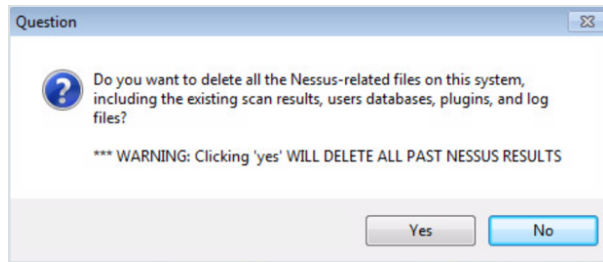 Question
Do you want to delete all the Nessus-related files on this system,
including the existing scan results, users databases, plugins, and log
files?
*** WARNING: Clicking 'yes' WILL DELETE ALL PAST NESSUS RESULTS
Yes No